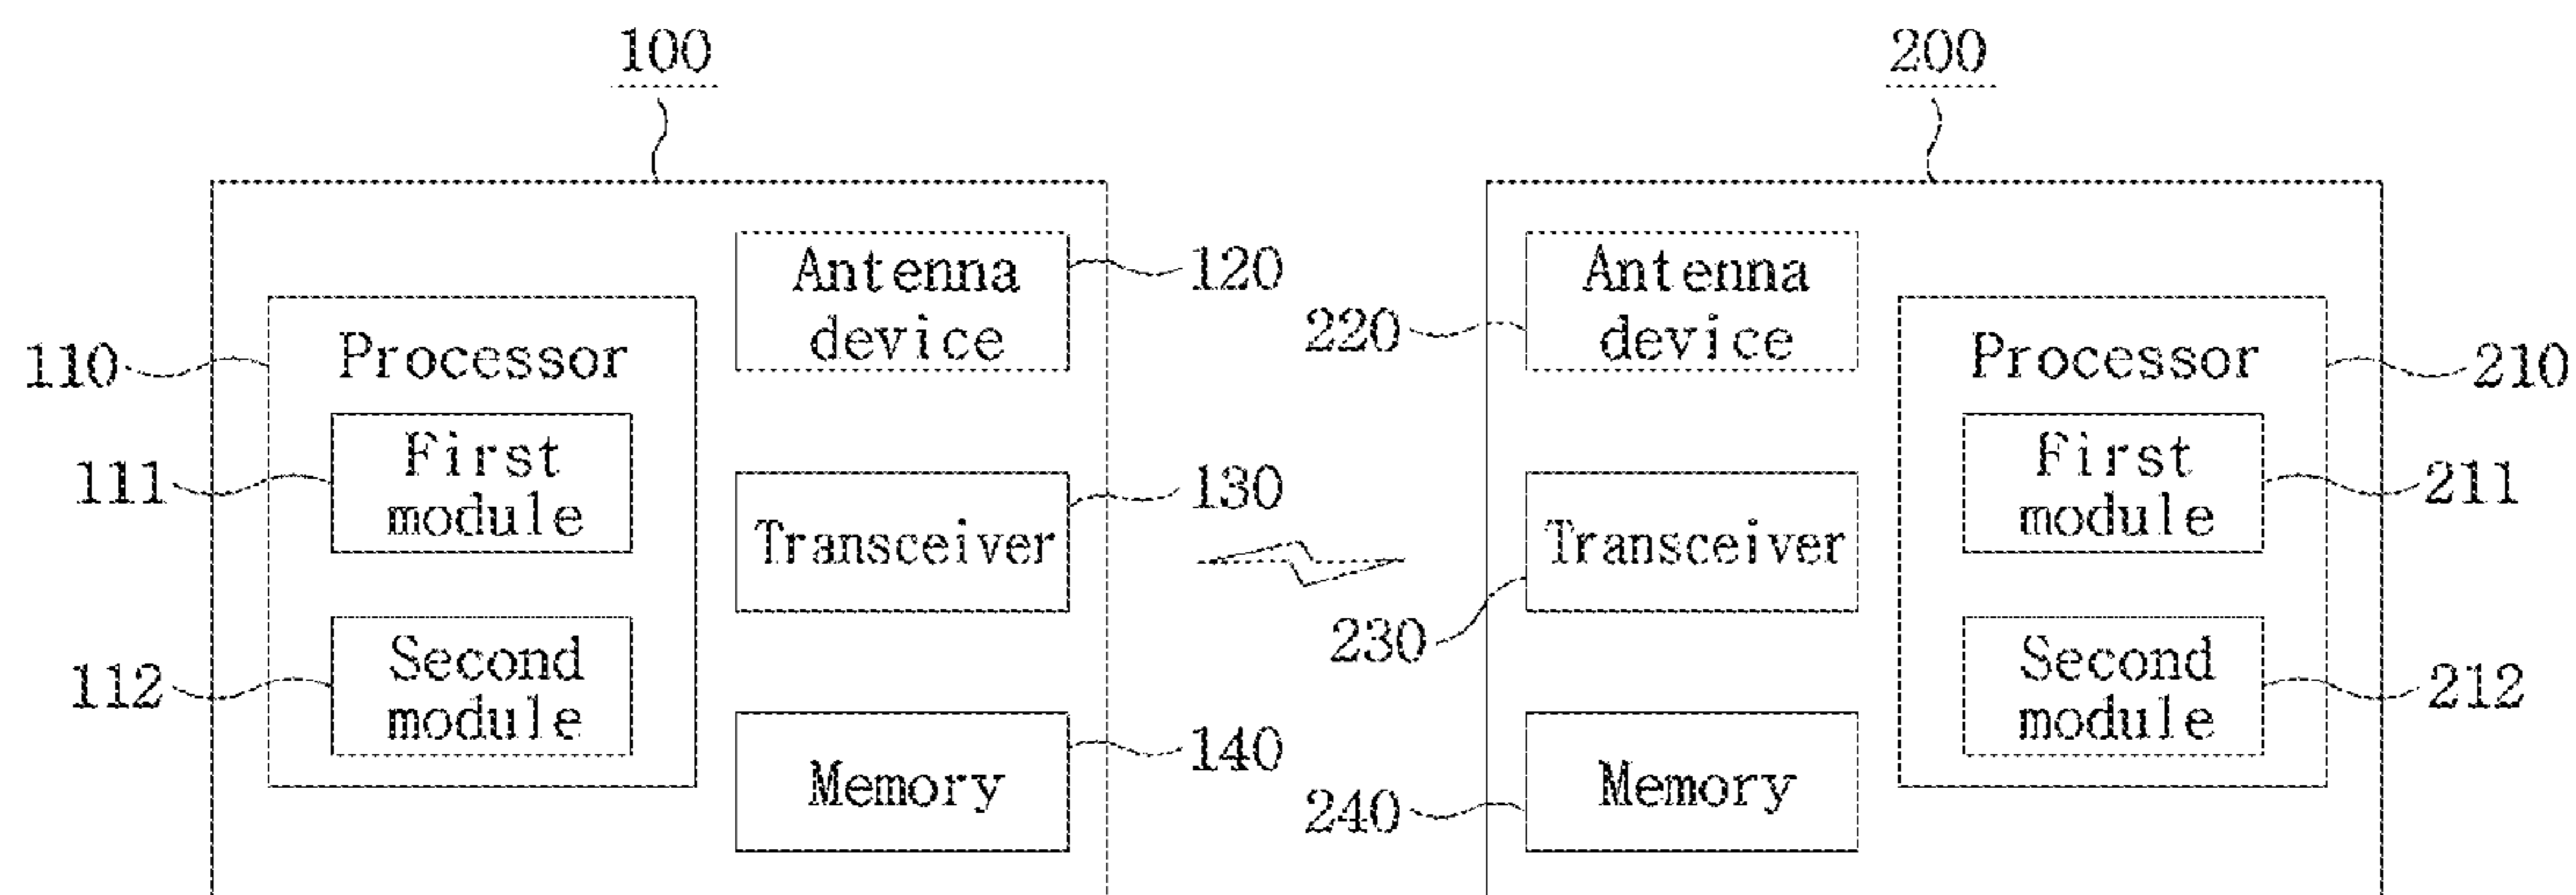 100
200
Antenna
device
120
Processor
110
First
module
111
Transceiver
130
Second
module
112
Memory
140
Antenna
device
220
Processor
210
First
module
211
Transceiver
230
Second
module
212
Memory
240